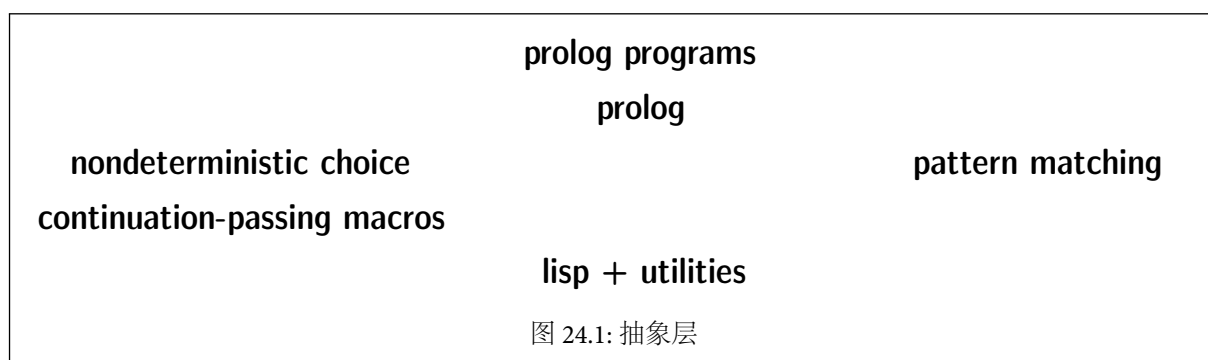 prolog programs
prolog
nondeterministic choice pattern matching
continuation-passing macros
lisp + utilities
图 24.1: 抽象层